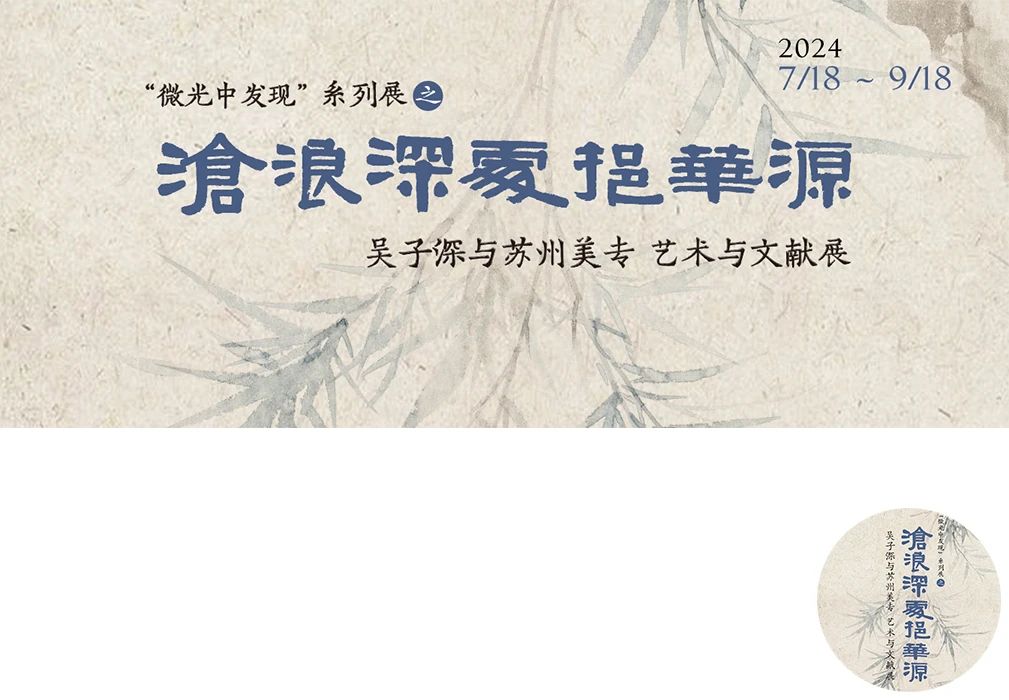 2024
7/18 ~ 9/18
“微光中发现”系列展之
滄浪深處挹華源
吴子深与苏州美专 艺术与文献展
“微光中发现”系列展之
滄浪深處挹華源
吴子深与苏州美专 艺术与文献展